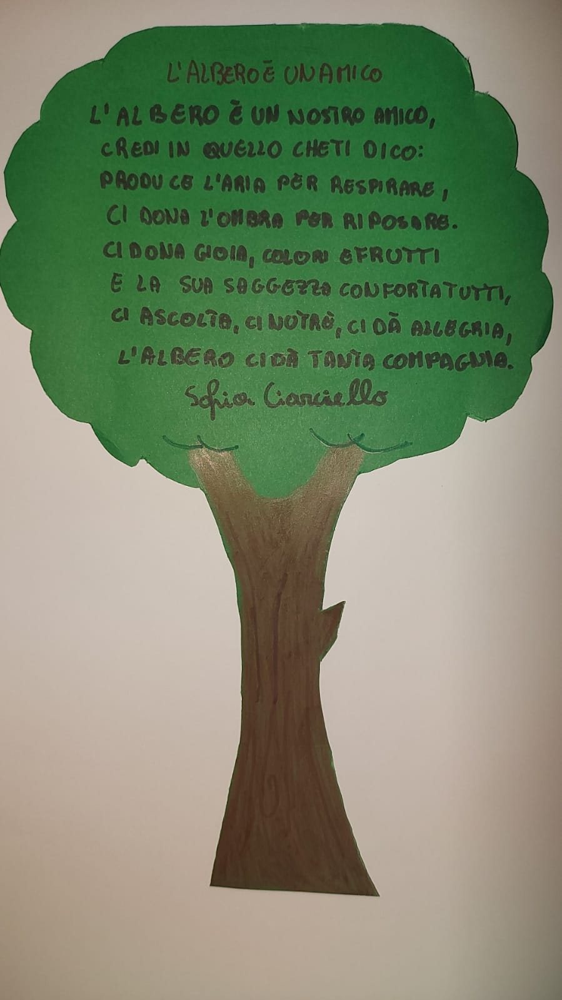 L'ALBERO È UN AMICO
L'ALBERO È UN NOSTRO AMICO,
CREDI IN QUELLO CHE TI DICO:
PRODUCE L'ARIA PER RESPIRARE,
CI DONA L'OMBRA PER RIPOSARE.
CI DONA GIOIA, COLORI E FRUTTI
E LA SUA SAGGEZZA CONFORTA TUTTI,
CI ASCOLTA, CI NUTRE, CI DÀ ALLEGRIA,
L'ALBERO CI DÀ TANTA COMPAGNIA.
Sofia Ciarciello